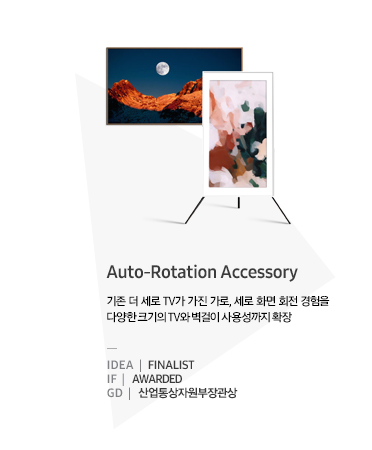 Auto-Rotation Accessory
기존 더 세로 TV가 가진 가로, 세로 화면 회전 경험을
다양한 크기의 TV와 벽걸이 사용성까지 확장
IDEA | FINALIST
IF | AWARDED
GD | 산업통상자원부장관상